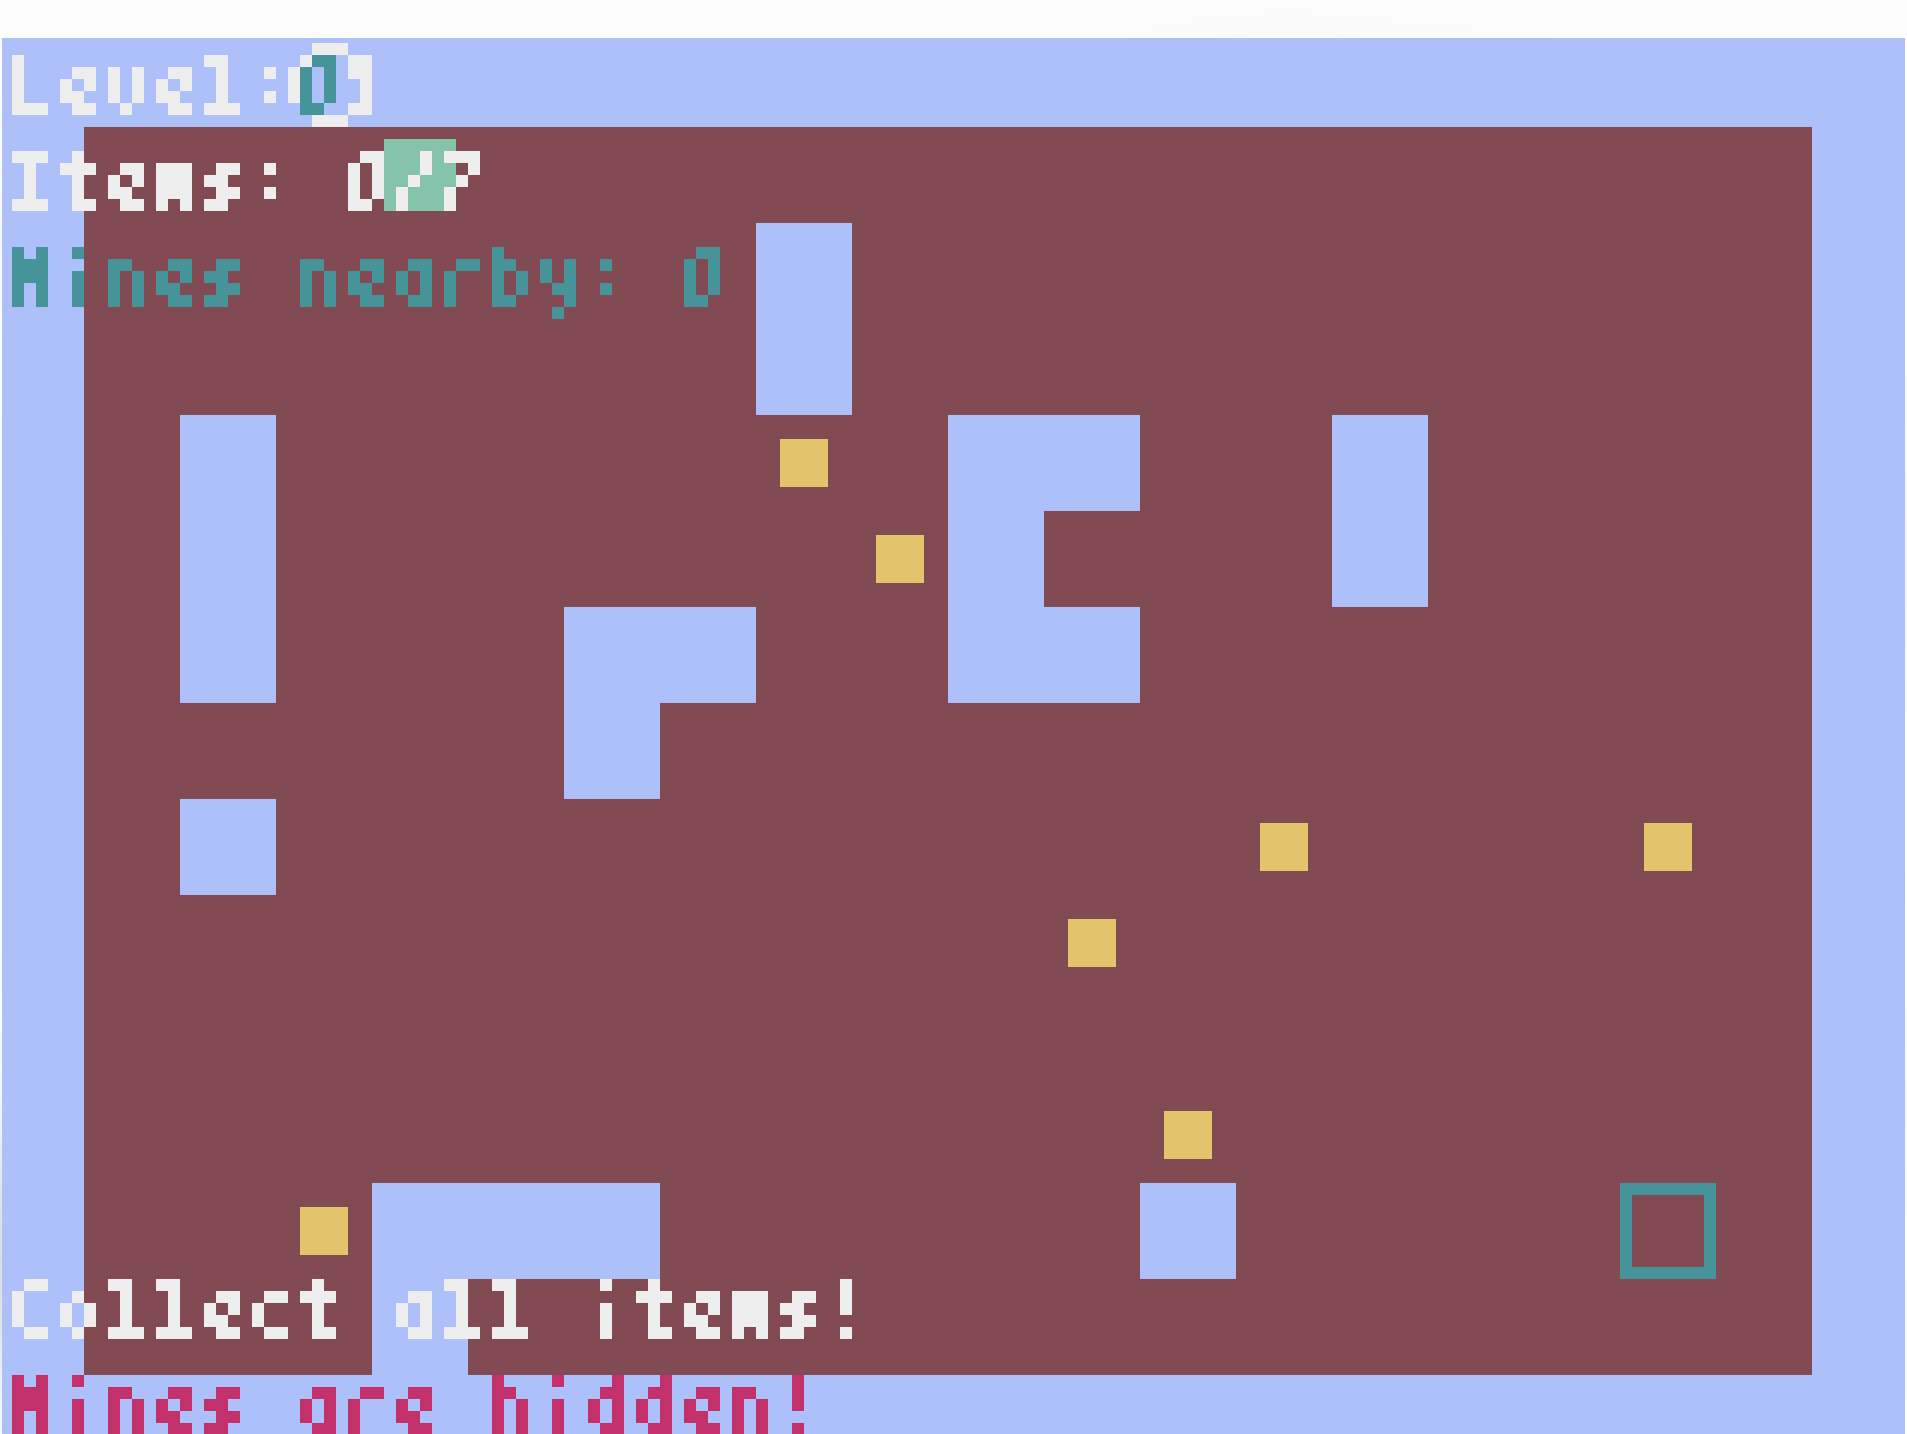 Level: 0
Items: 0/7
Mines nearby: 0
Collect all items!
Mines are hidden!